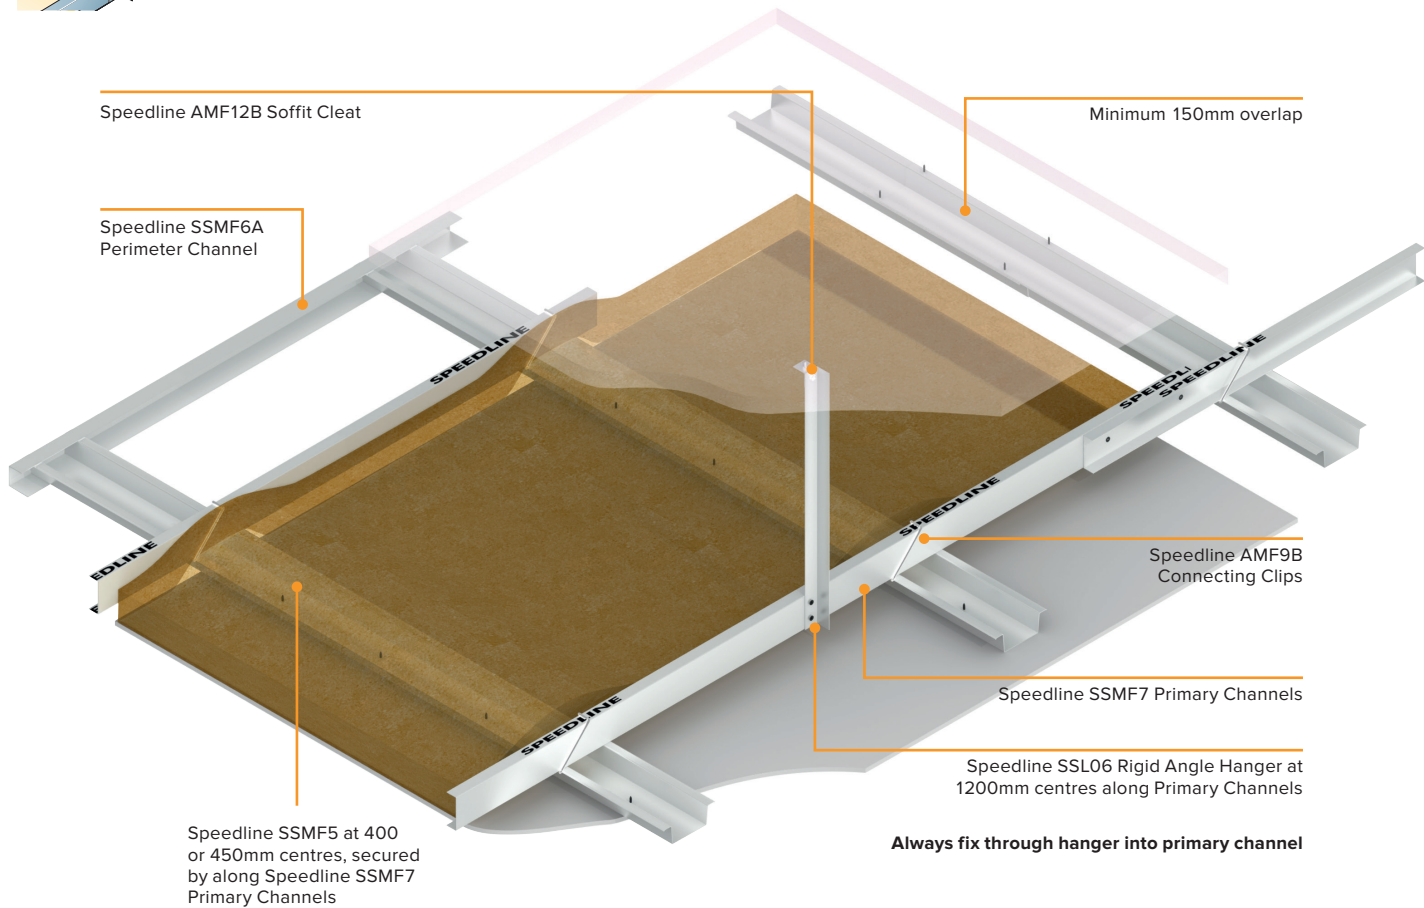 Speedline AMF12B Soffit Cleat
Minimum 150mm overlap
Speedline SSMF6A
Perimeter Channel
SPEEDLINE
SPEEDLI
SPEEDLINE
SPEEDLINE
EDLINE
Speedline AMF9B
Connecting Clips
Speedline SSMF7 Primary Channels
SPEEDLINE
Speedline SSL06 Rigid Angle Hanger at
1200mm centres along Primary Channels
Speedline SSMF5 at 400
or 450mm centres, secured
by along Speedline SSMF7
Primary Channels
Always fix through hanger into primary channel